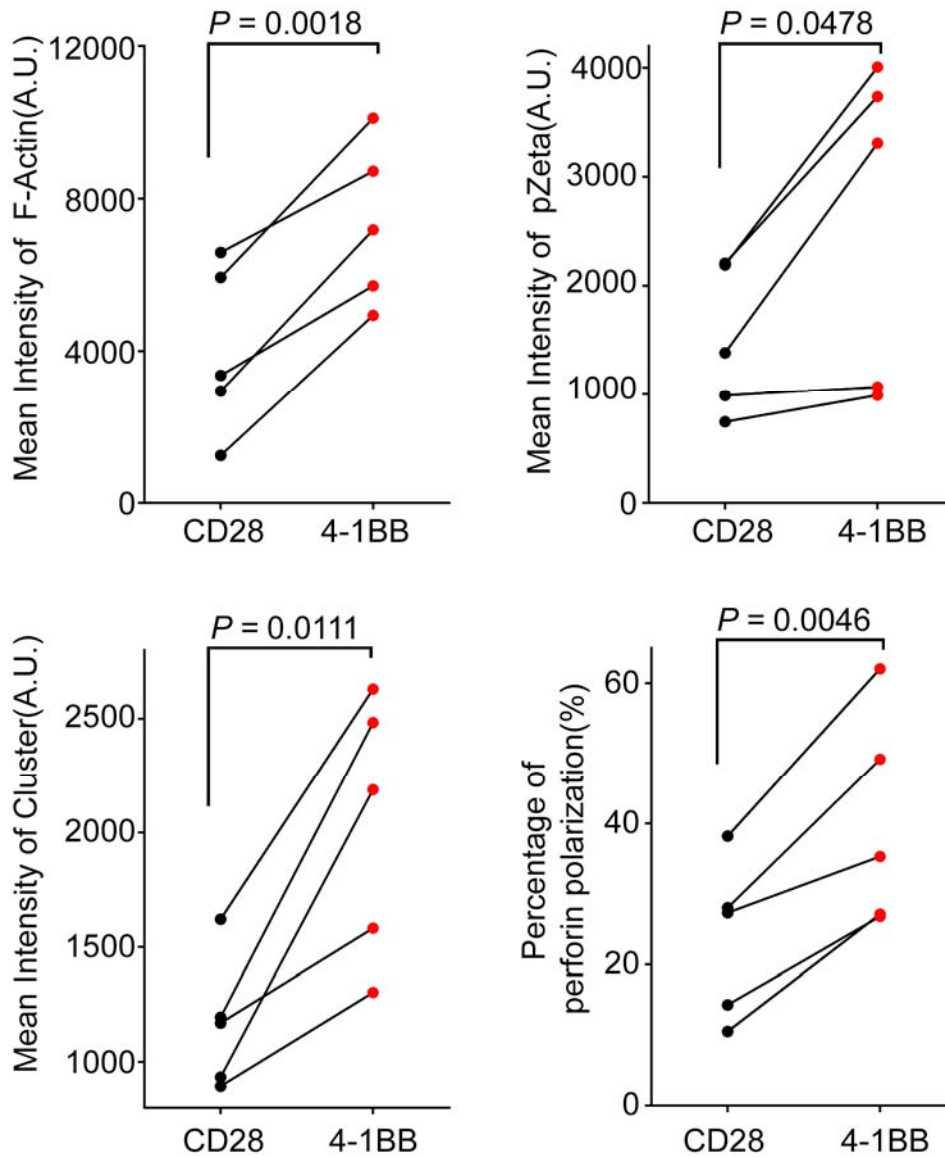 P = 0.0018
Mean Intensity of F-Actin(A.U.)
12000
8000
4000
0
CD28
4-1BB
P = 0.0478
Mean Intensity of pZeta(A.U.)
4000
3000
2000
1000
0
CD28
4-1BB
P = 0.0111
Mean Intensity of Cluster(A.U.)
2500
2000
1500
1000
CD28
4-1BB
P = 0.0046
Percentage of
perforin polarization(%)
60
40
20
0
CD28
4-1BB